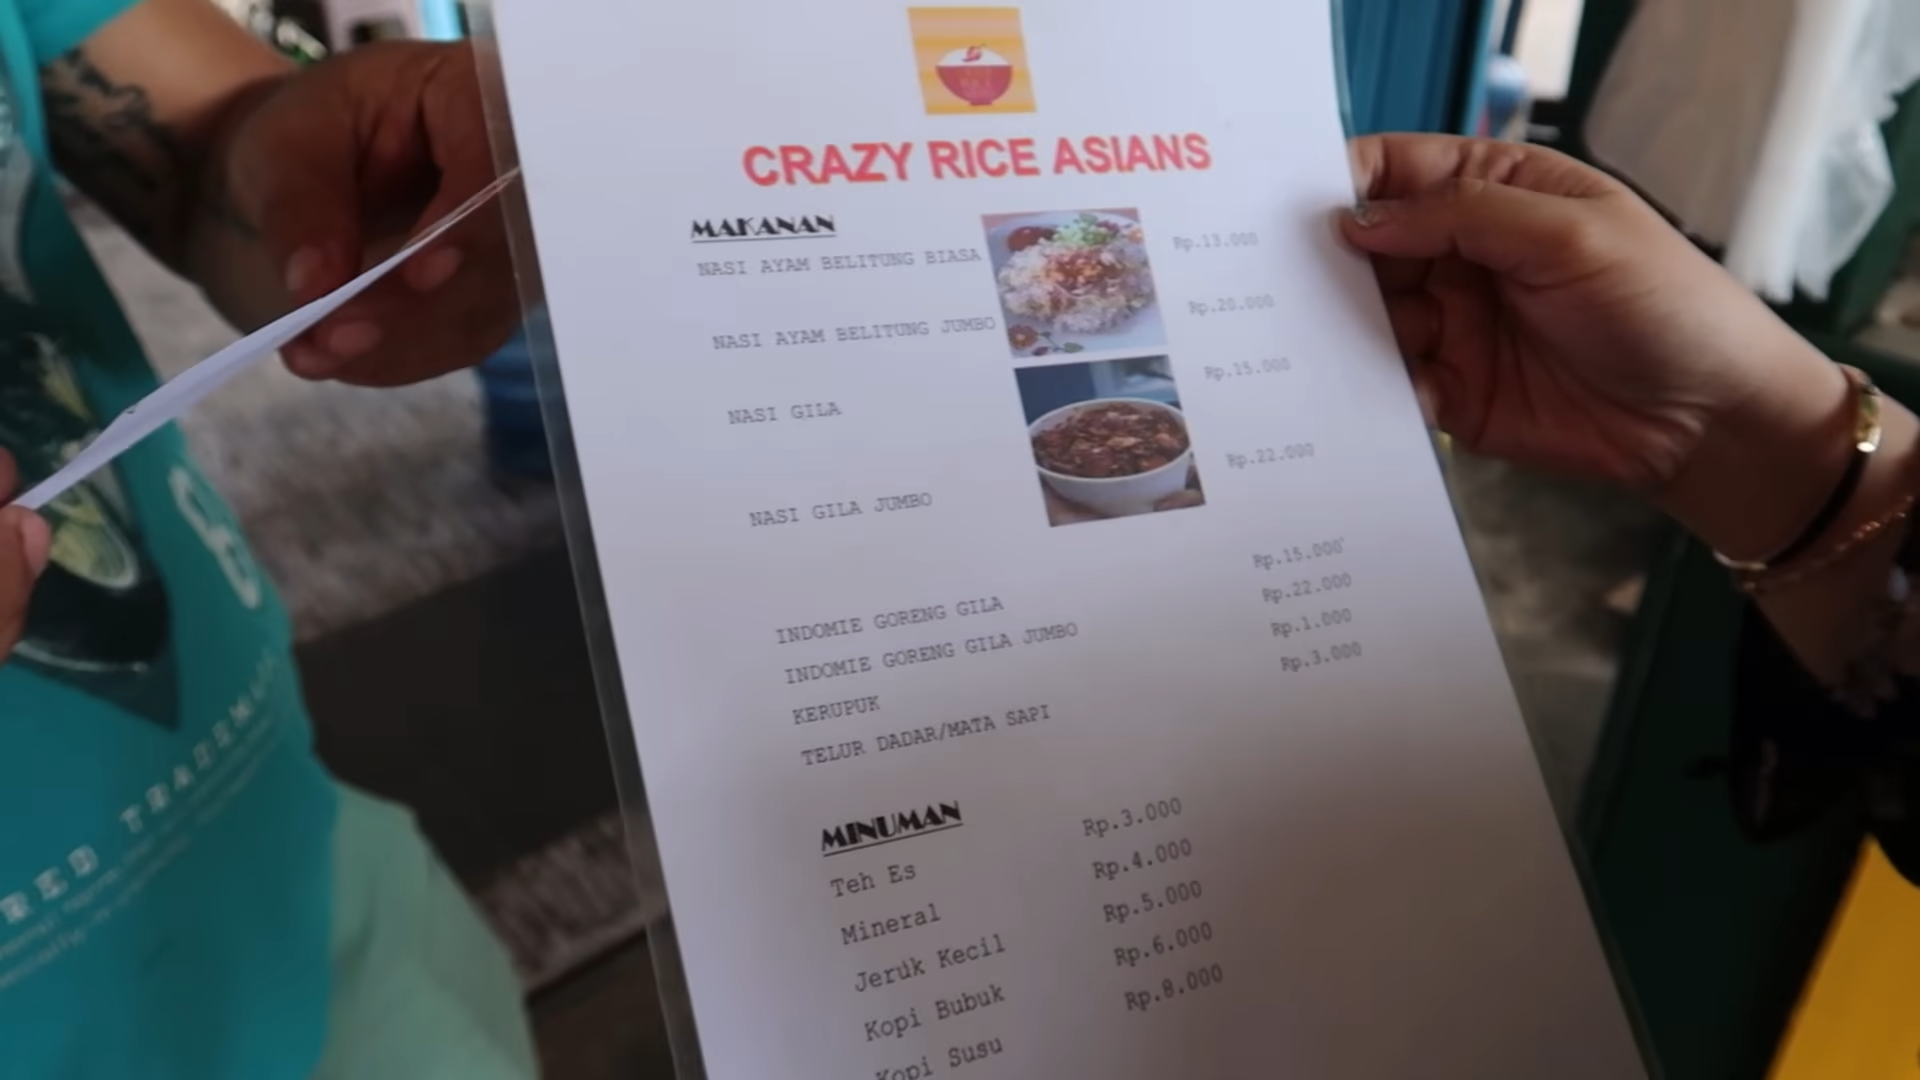 CRAZY RICE ASIANS
MAKANAN
NASI AYAM BELITUNG BIASA Rp.13.000
NASI AYAM BELITUNG JUMBO Rp.20.000
NASI GILA Rp.15.000
NASI GILA JUMBO Rp.22.000
INDOMIE GORENG GILA Rp.15.000
INDOMIE GORENG GILA JUMBO Rp.22.000
KERUPUK Rp.1.000
TELUR DADAR/MATA SAPI Rp.3.000
MINUMAN
Teh Es Rp.3.000
Mineral Rp.4.000
Jeruk Kecil Rp.5.000
Kopi Bubuk Rp.6.000
Kopi Susu Rp.8.000
RED TRADEMA